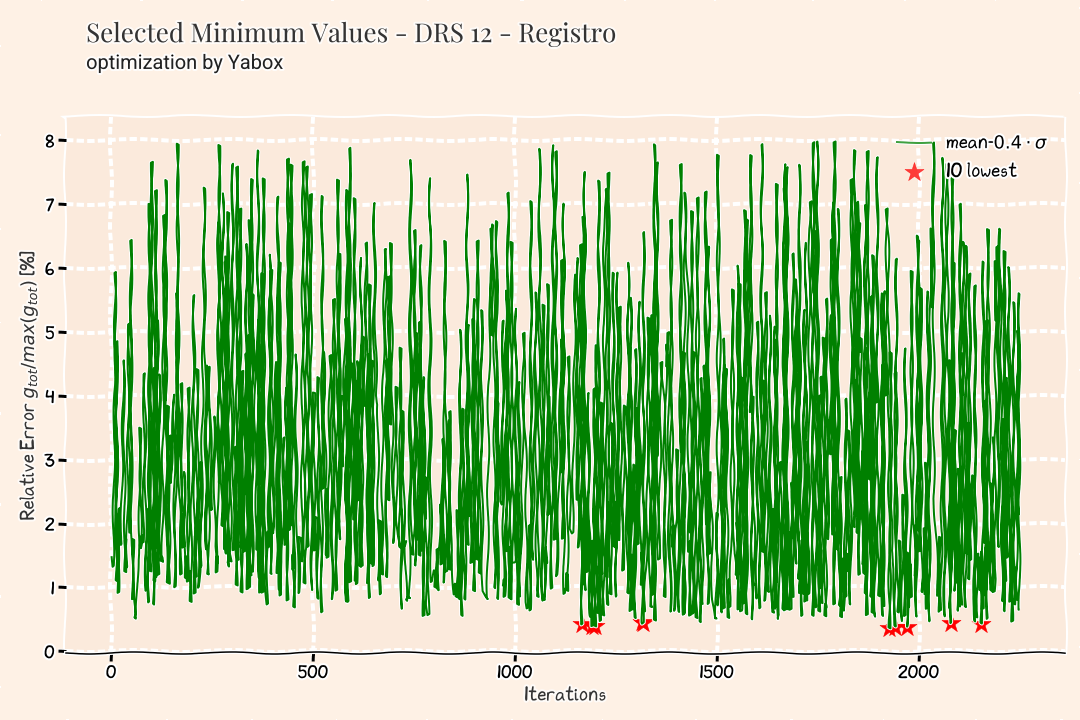 Selected Minimum Values - DRS 12 - Registro
optimization by Yabox
mean-0.4 · σ
10 lowest
Relative Error g_tot/max(g_tot) [%]
8
7
6
5
4
3
2
1
0
0 500 1000 1500 2000
Iterations